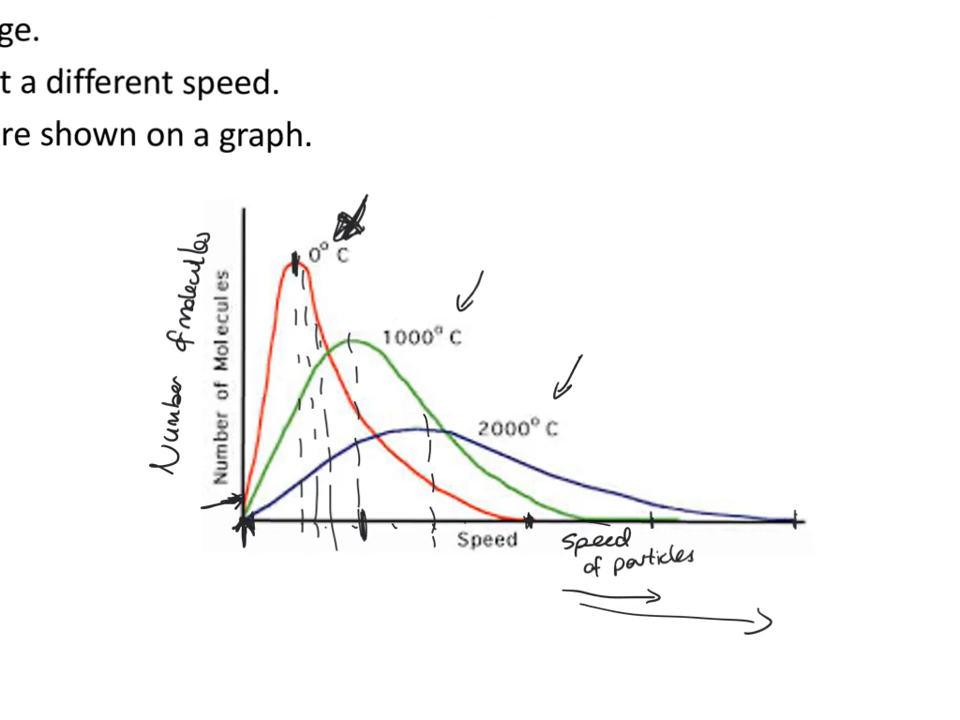 ge.
t a different speed.
re shown on a graph.
Number of molecules
Number of Molecules
0° C
1000° C
2000° C
Speed
Speed
of particles